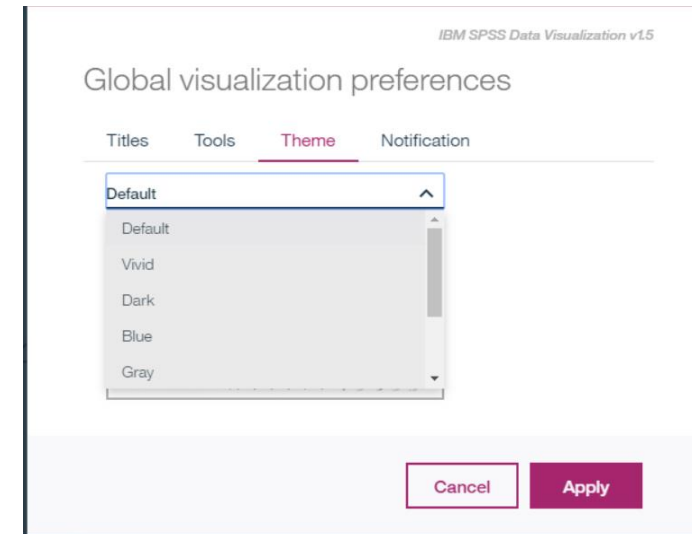 IBM SPSS Data Visualization v1.5
Global visualization preferences
Titles Tools Theme Notification
Default
Default
Vivid
Dark
Blue
Gray
Cancel Apply